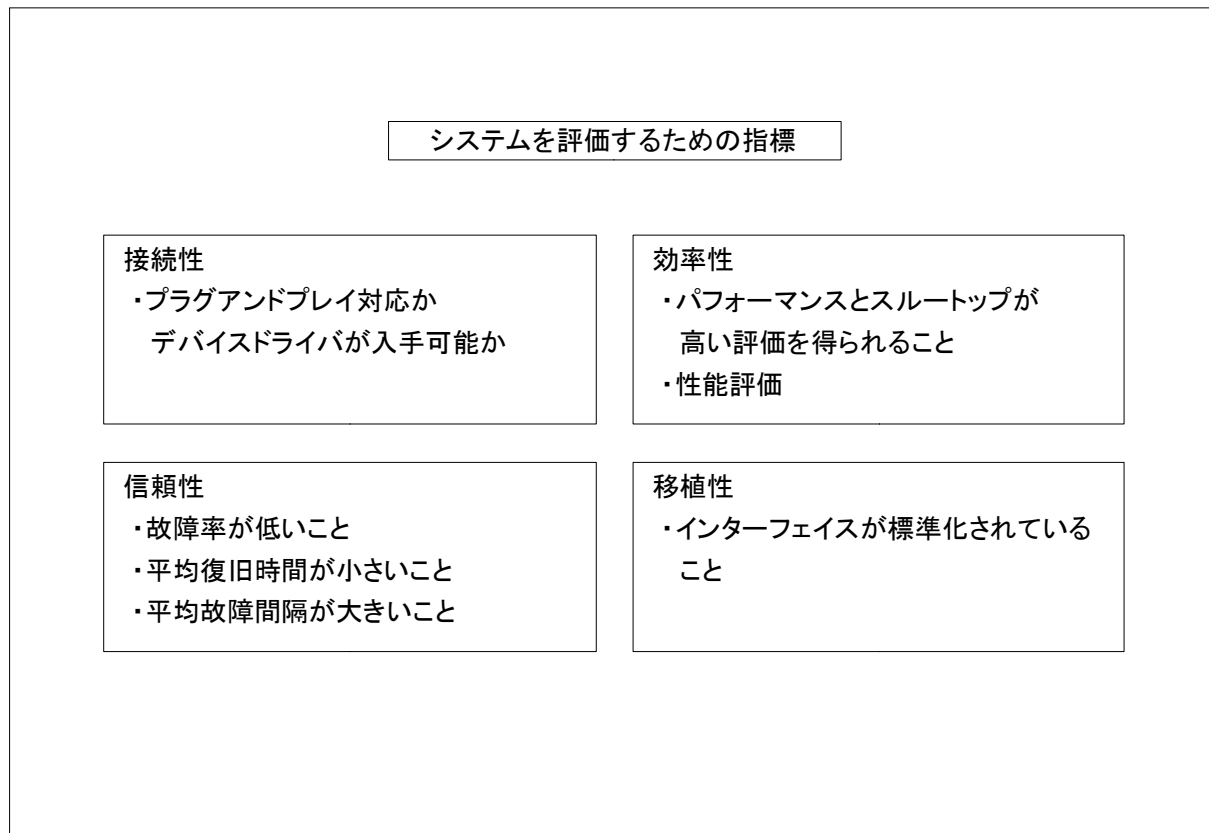 システムを評価するための指標
接続性
・プラグアンドプレイ対応か
デバイスドライバが入手可能か
効率性
・パフォーマンスとスルートップが
高い評価を得られること
・性能評価
信頼性
・故障率が低いこと
・平均復旧時間が小さいこと
・平均故障間隔が大きいこと
移植性
・インターフェイスが標準化されている
こと